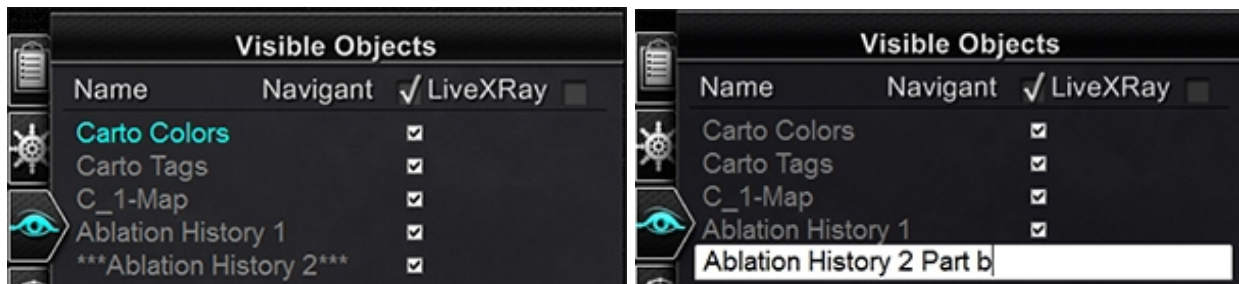 Visible Objects
Name Navigant LiveXRay
Carto Colors
Carto Tags
C_1-Map
Ablation History 1
***Ablation History 2***
Visible Objects
Name Navigant LiveXRay
Carto Colors
Carto Tags
C_1-Map
Ablation History 1
Ablation History 2 Part b